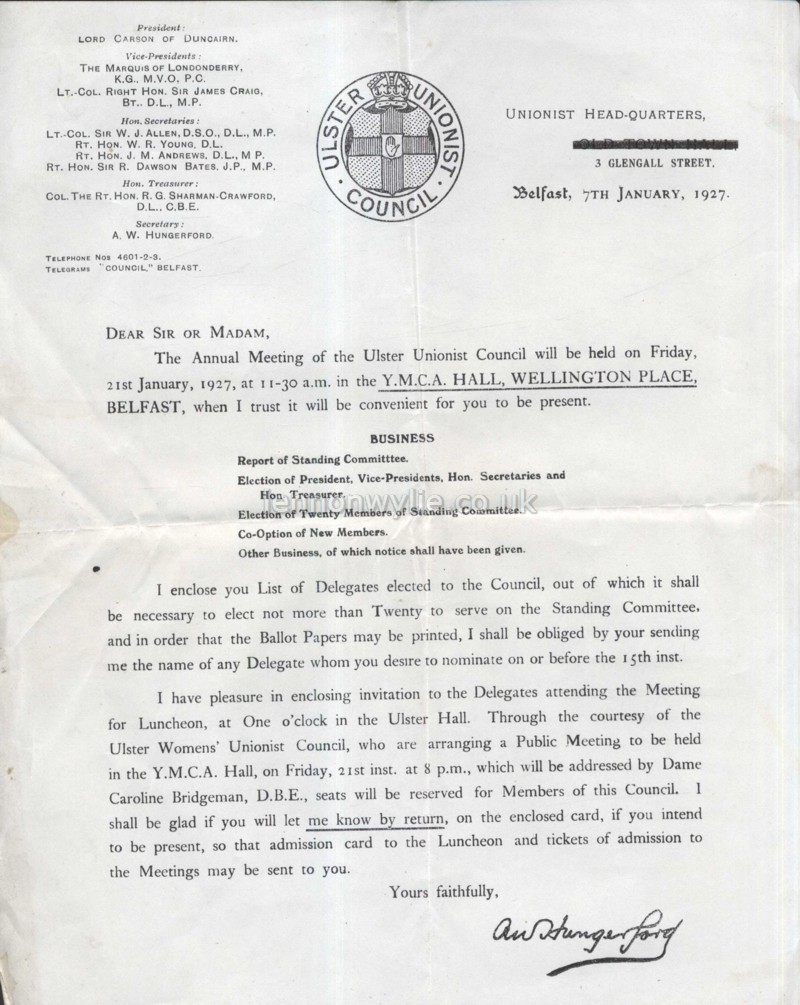 President:
LORD CARSON OF DUNCAIRN.
Vice-Presidents:
THE MARQUIS OF LONDONDERRY,
K.G., M.V.O, P.C.
LT.-COL. RIGHT HON. SIR JAMES CRAIG,
BT.. D.L., M.P.
Hon. Secretaries:
LT.-COL. SIR W. J. ALLEN, D.S.O., D.L., M.P.
RT. HON. W. R. YOUNG, D.L.
RT. HON. J. M. ANDREWS, D.L., M P.
RT. HON. SIR R. DAWSON BATES. J.P., M.P.
Hon. Treasurer:
COL. THE RT. HON. R. G. SHARMAN-CRAWFORD,
D.L., C.B.E.
Secretary:
A. W. HUNGERFORD.
TELEPHONE NOS 4601-2-3.
TELEGRAMS "COUNCIL," BELFAST.
ULSTER UNIONIST
· COUNCIL ·
UNIONIST HEAD-QUARTERS,
OLD TOWN HALL
3 GLENGALL STREET.
Belfast, 7TH JANUARY, 1927.
DEAR SIR OR MADAM,
The Annual Meeting of the Ulster Unionist Council will be held on Friday,
21st January, 1927, at 11-30 a.m. in the Y.M.C.A. HALL, WELLINGTON PLACE,
BELFAST, when I trust it will be convenient for you to be present.
BUSINESS
Report of Standing Committtee.
Election of President, Vice-Presidents, Hon. Secretaries and
Hon Treasurer.
lennonwylie.co.uk
Election of Twenty Members of Standing Committee.
Co-Option of New Members.
Other Business, of which notice shall have been given.
I enclose you List of Delegates elected to the Council, out of which it shall
be necessary to elect not more than Twenty to serve on the Standing Committee,
and in order that the Ballot Papers may be printed, I shall be obliged by your sending
me the name of any Delegate whom you desire to nominate on or before the 15th inst.
I have pleasure in enclosing invitation to the Delegates attending the Meeting
for Luncheon, at One o'clock in the Ulster Hall. Through the courtesy of the
Ulster Womens' Unionist Council, who are arranging a Public Meeting to be held
in the Y.M.C.A. Hall, on Friday, 21st inst. at 8 p.m., which will be addressed by Dame
Caroline Bridgeman, D.B.E., seats will be reserved for Members of this Council. I
shall be glad if you will let me know by return, on the enclosed card, if you intend
to be present, so that admission card to the Luncheon and tickets of admission to
the Meetings may be sent to you.
Yours faithfully,
AW Hungerford